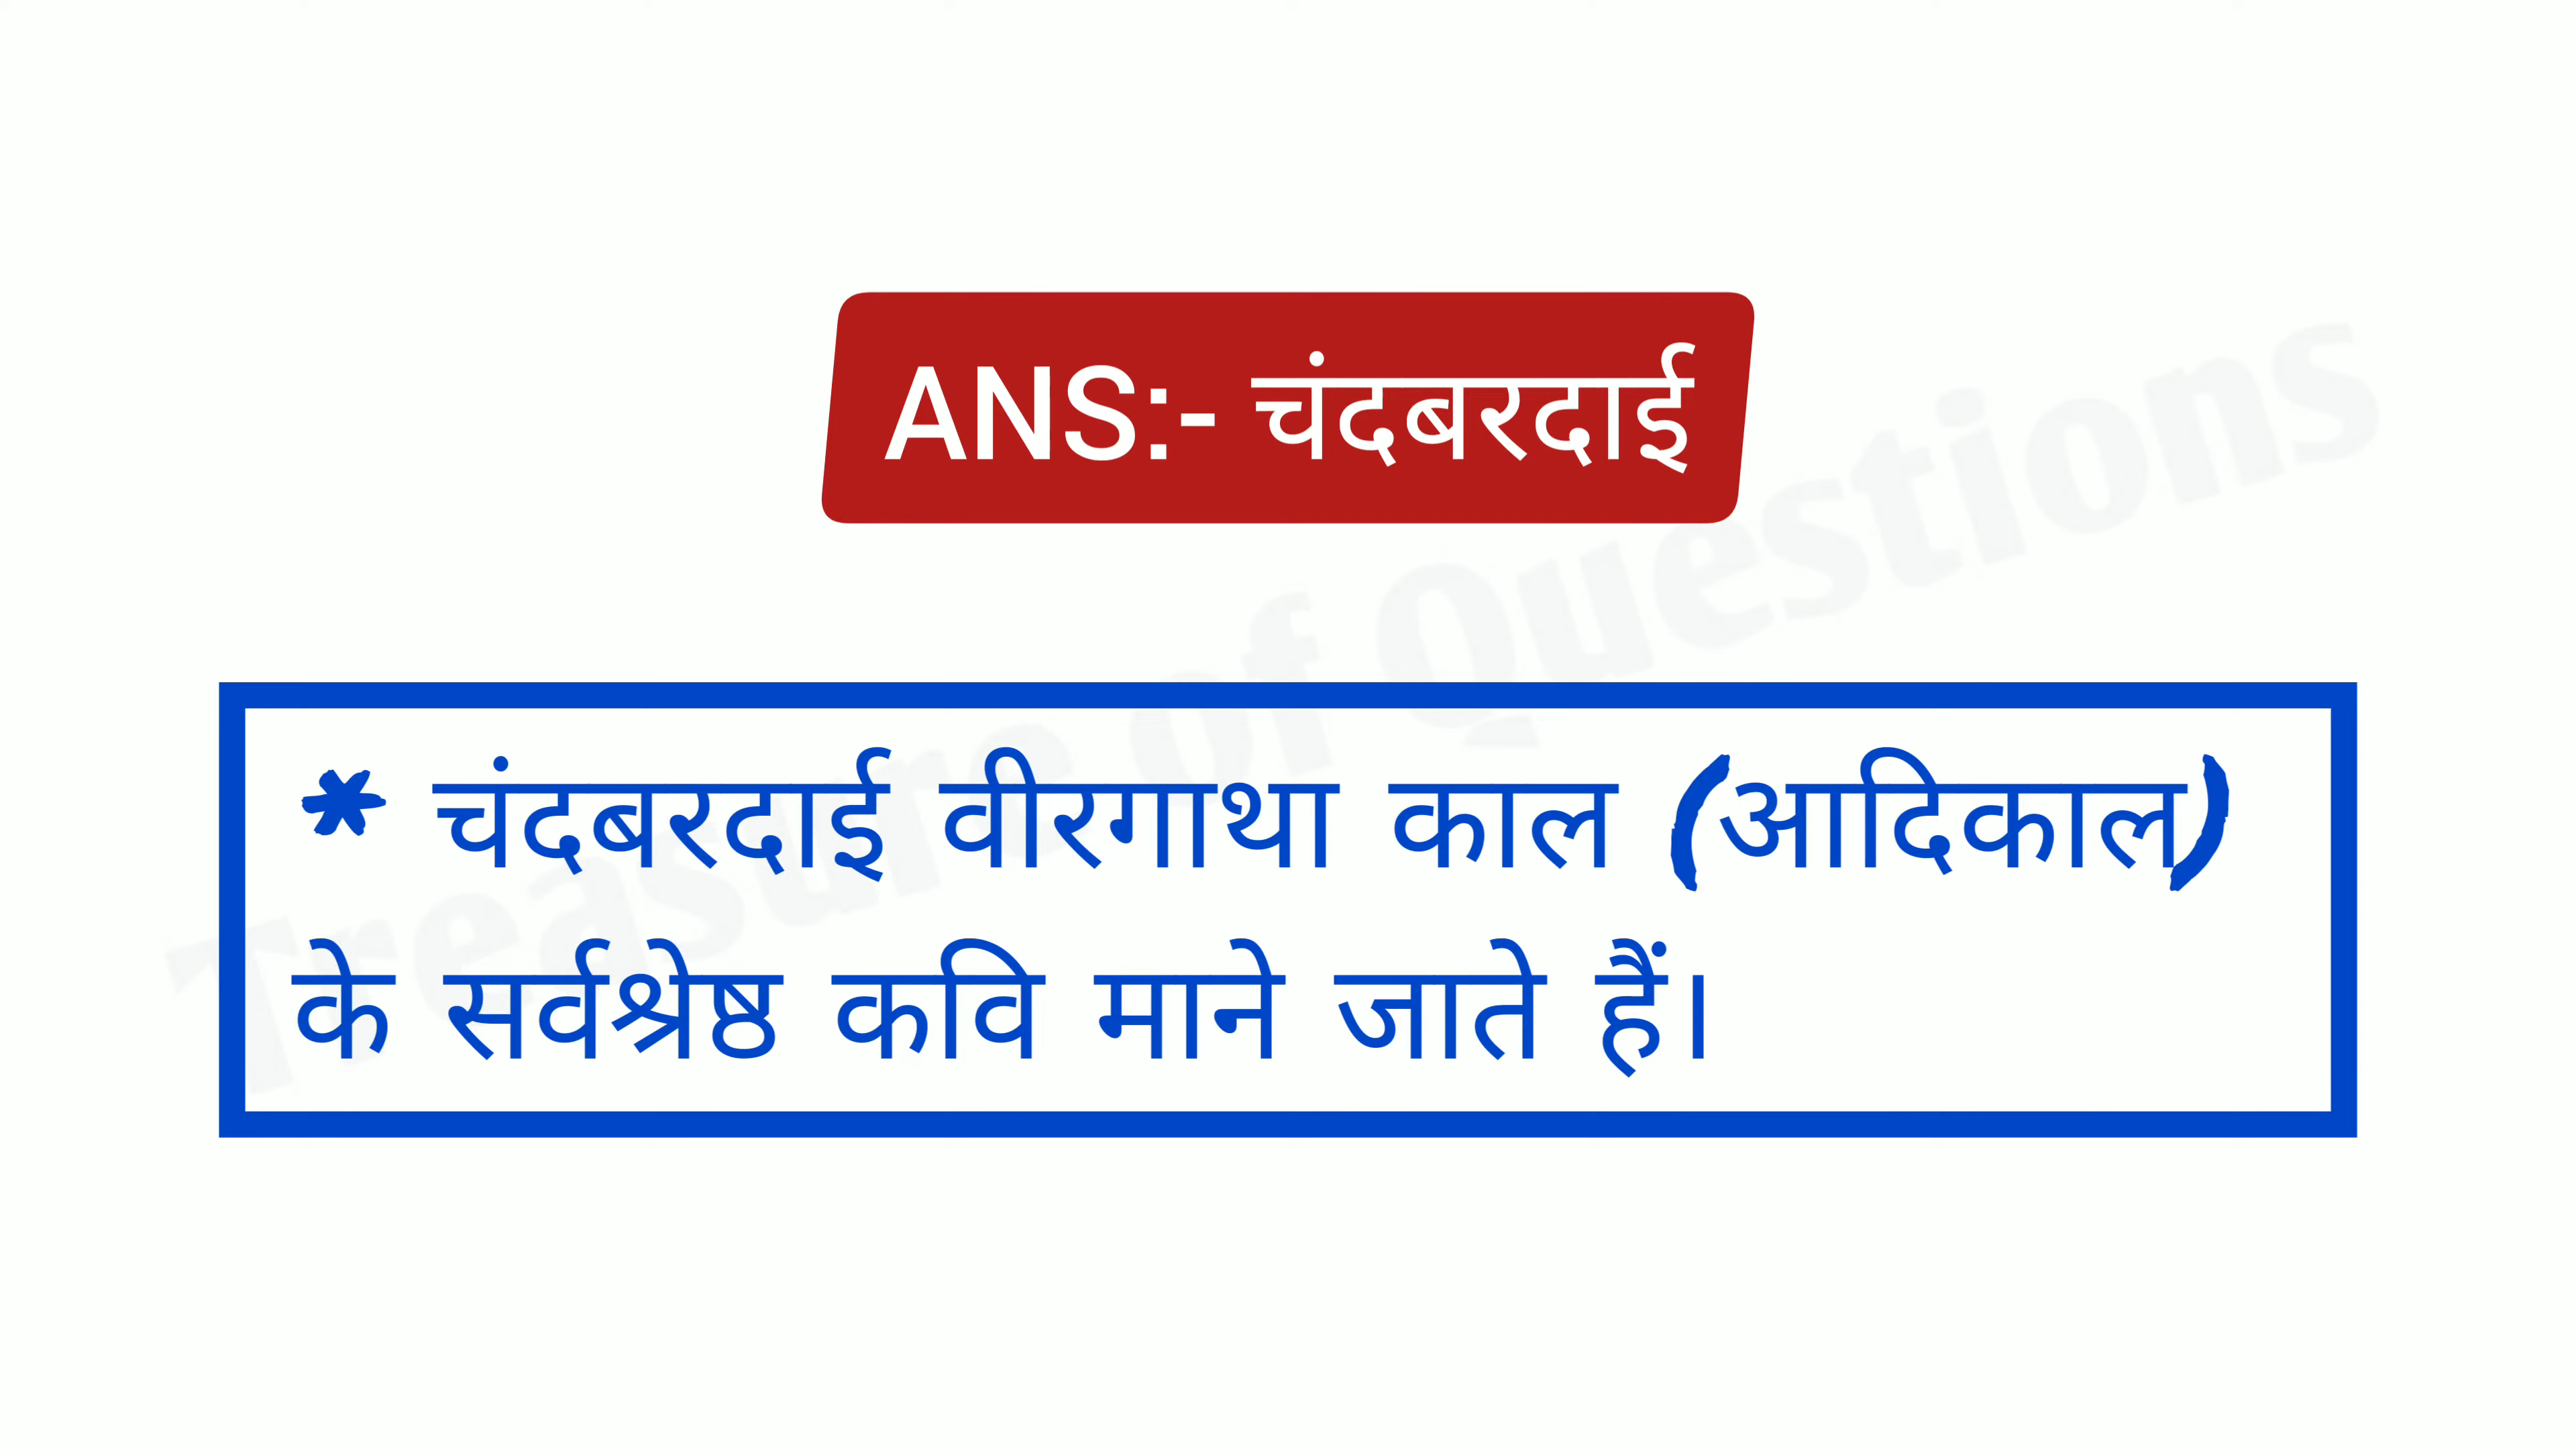 ANS:- चंदबरदाई
Treasure of Questions
* चंदबरदाई वीरगाथा काल (आदिकाल)
के सर्वश्रेष्ठ कवि माने जाते हैं।